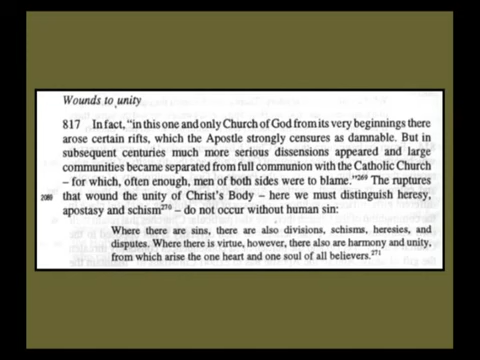 Wounds to unity
817 In fact, "in this one and only Church of God from its very beginnings there
arose certain rifts, which the Apostle strongly censures as damnable. But in
subsequent centuries much more serious dissensions appeared and large
communities became separated from full communion with the Catholic Church
– for which, often enough, men of both sides were to blame."269 The ruptures
2089 that wound the unity of Christ's Body – here we must distinguish heresy,
apostasy and schism270 – do not occur without human sin:
Where there are sins, there are also divisions, schisms, heresies, and
disputes. Where there is virtue, however, there also are harmony and unity,
from which arise the one heart and one soul of all believers.271